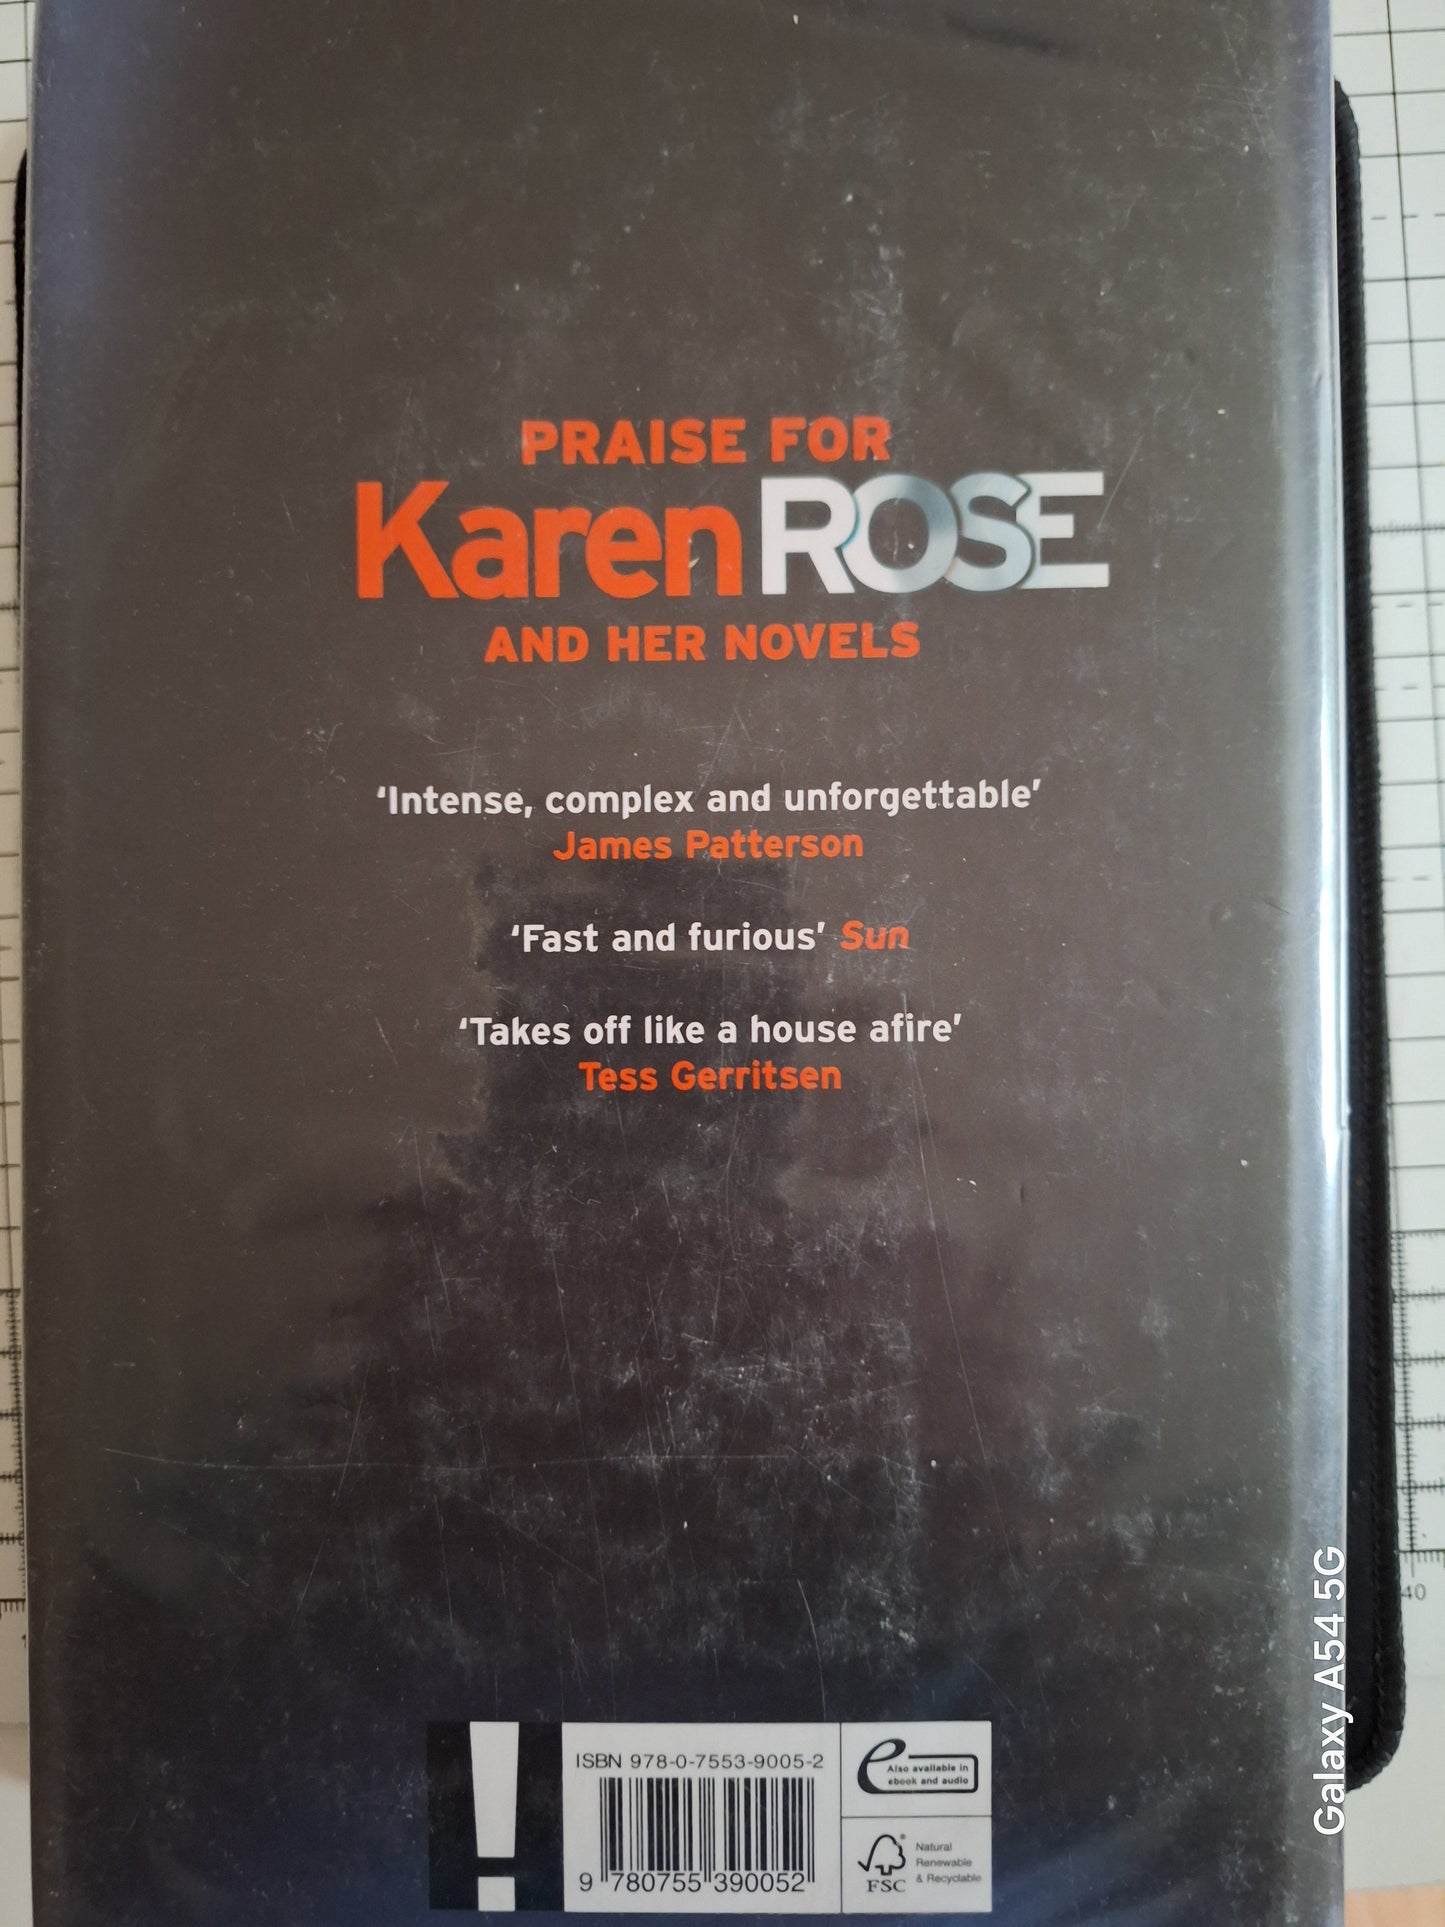 PRAISE FOR
Karen ROSE
AND HER NOVELS
‘Intense, complex and unforgettable’
James Patterson
‘Fast and furious’ Sun
‘Takes off like a house afire’
Tess Gerritsen
!
ISBN 978-0-7553-9005-2
9 780755 390052
e
Also available in
ebook and audio
FSC®
Natural
Renewable
& Recyclable
Galaxy A54 5G
40